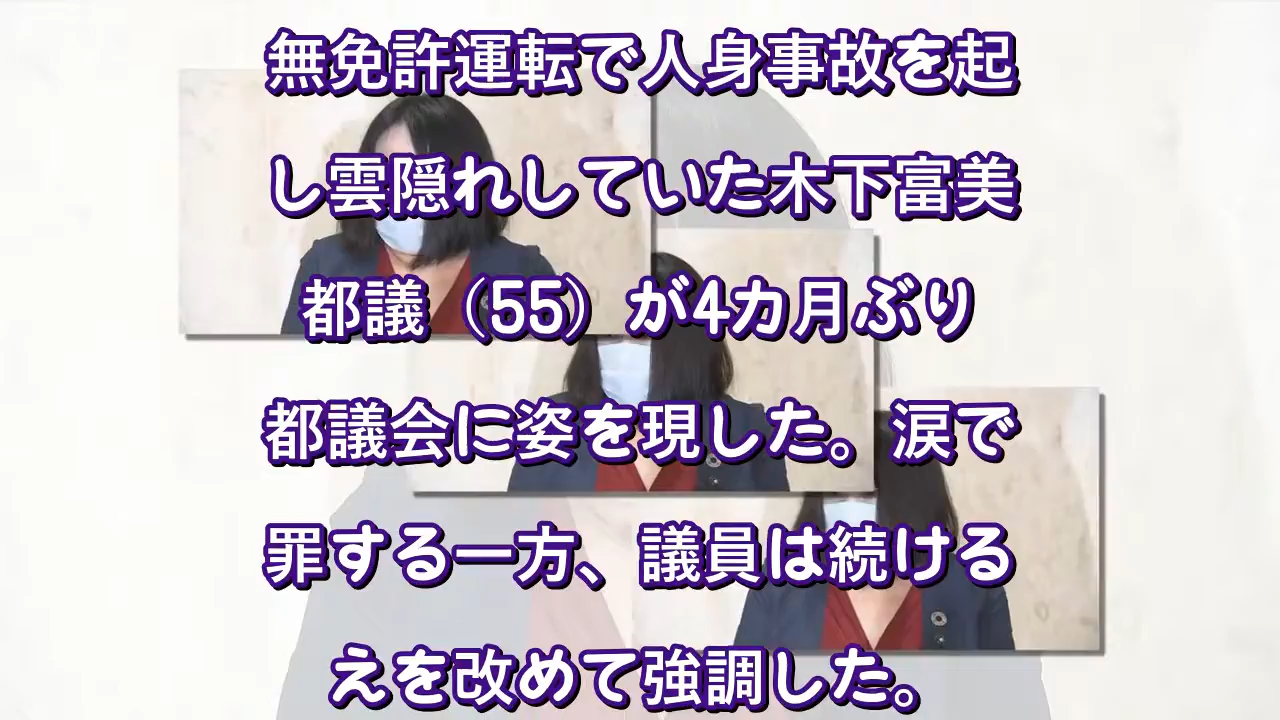 無免許運転で人身事故を起
し雲隠れしていた木下富美
都議（55）が4カ月ぶり
都議会に姿を現した。涙で
罪する一方、議員は続ける
えを改めて強調した。